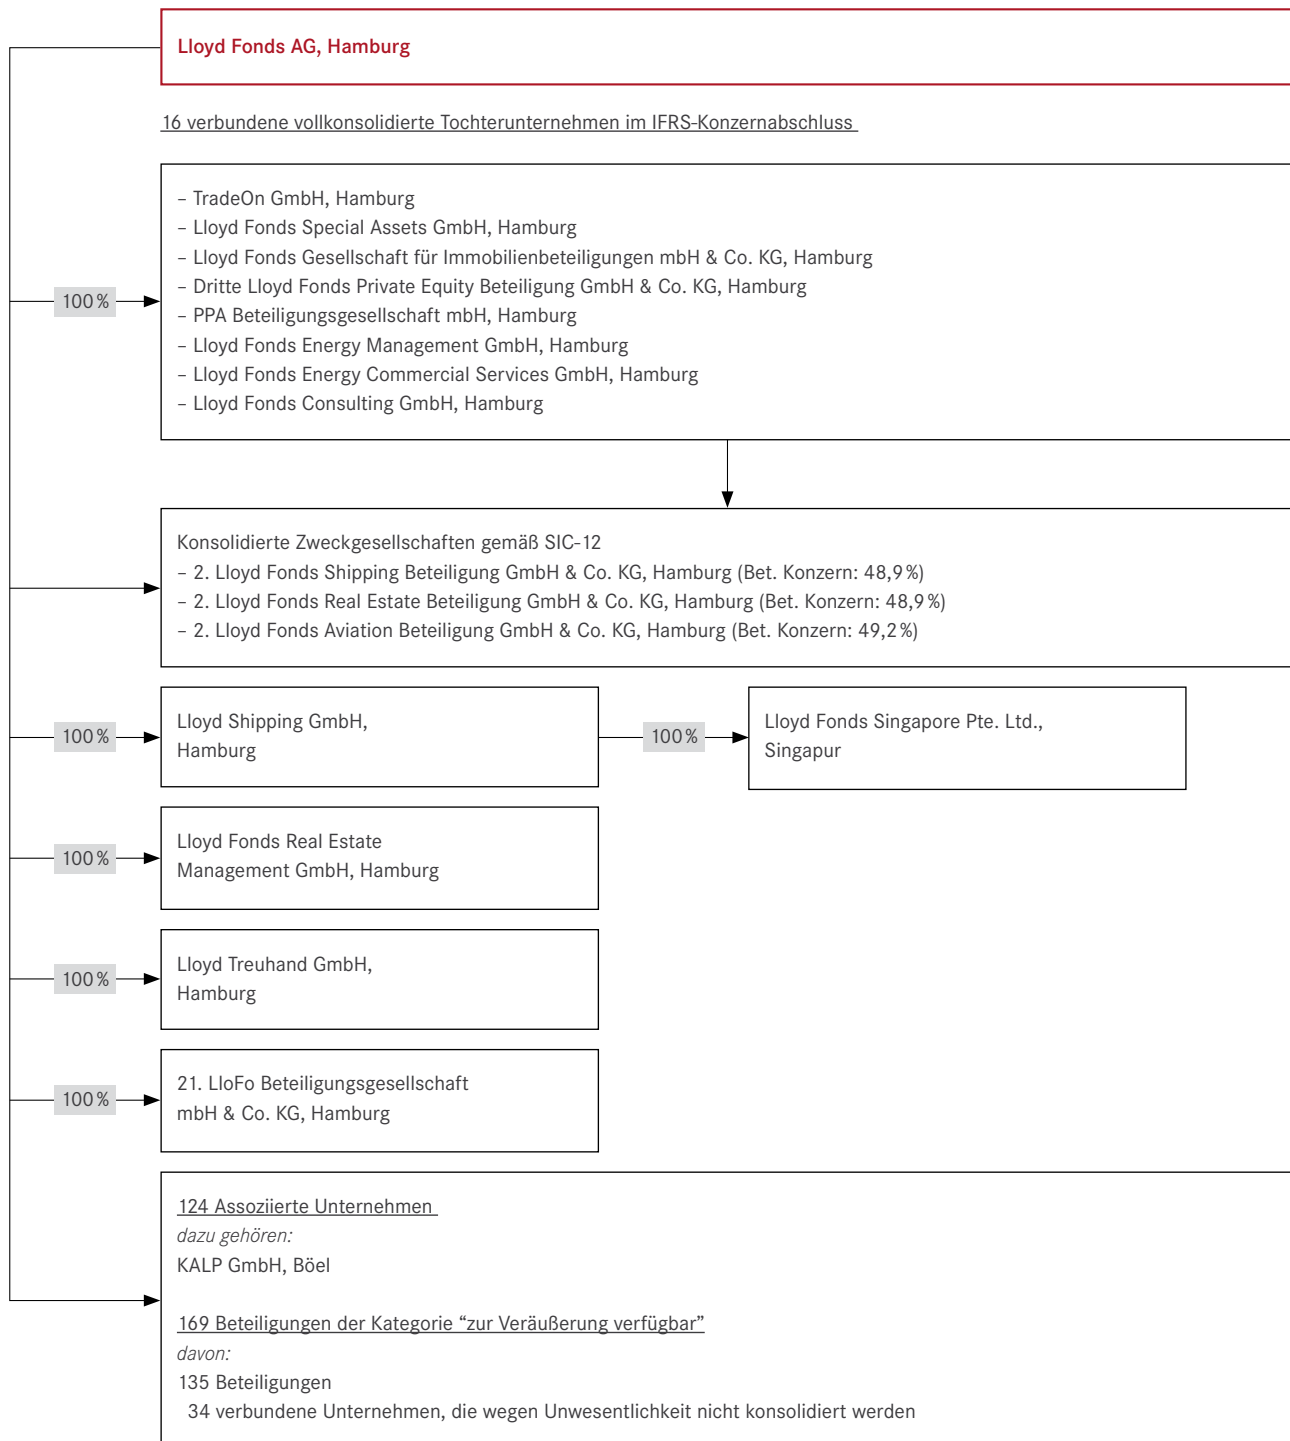 Lloyd Fonds AG, Hamburg
16 verbundene vollkonsolidierte Tochterunternehmen im IFRS-Konzernabschluss
– TradeOn GmbH, Hamburg
– Lloyd Fonds Special Assets GmbH, Hamburg
– Lloyd Fonds Gesellschaft für Immobilienbeteiligungen mbH & Co. KG, Hamburg
– Dritte Lloyd Fonds Private Equity Beteiligung GmbH & Co. KG, Hamburg
100 %
– PPA Beteiligungsgesellschaft mbH, Hamburg
– Lloyd Fonds Energy Management GmbH, Hamburg
– Lloyd Fonds Energy Commercial Services GmbH, Hamburg
– Lloyd Fonds Consulting GmbH, Hamburg
Konsolidierte Zweckgesellschaften gemäß SIC-12
– 2. Lloyd Fonds Shipping Beteiligung GmbH & Co. KG, Hamburg (Bet. Konzern: 48,9 %)
– 2. Lloyd Fonds Real Estate Beteiligung GmbH & Co. KG, Hamburg (Bet. Konzern: 48,9 %)
– 2. Lloyd Fonds Aviation Beteiligung GmbH & Co. KG, Hamburg (Bet. Konzern: 49,2 %)
100 %
Lloyd Shipping GmbH,
Hamburg
100 %
Lloyd Fonds Singapore Pte. Ltd.,
Singapur
100 %
Lloyd Fonds Real Estate
Management GmbH, Hamburg
100 %
Lloyd Treuhand GmbH,
Hamburg
100 %
21. LloFo Beteiligungsgesellschaft
mbH & Co. KG, Hamburg
124 Assoziierte Unternehmen
dazu gehören:
KALP GmbH, Böel
169 Beteiligungen der Kategorie “zur Veräußerung verfügbar”
davon:
135 Beteiligungen
34 verbundene Unternehmen, die wegen Unwesentlichkeit nicht konsolidiert werden